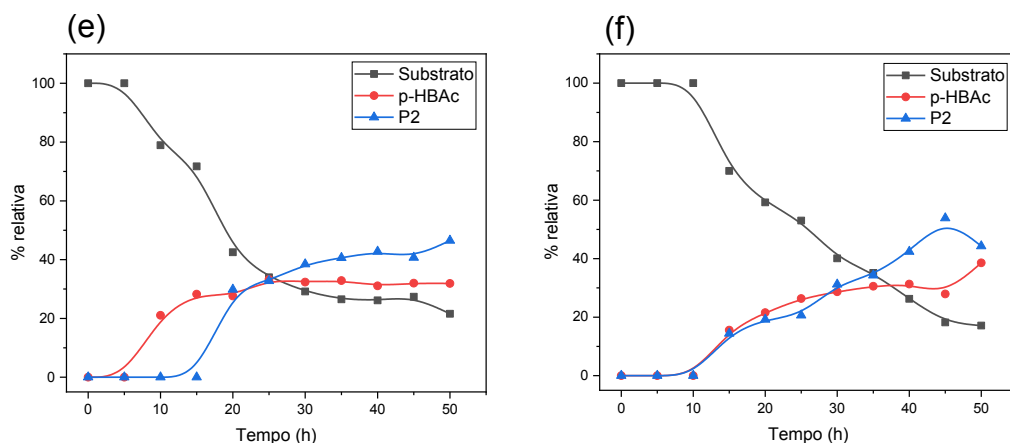 (e)
100
80
60
40
20
0
% relativa
Substrato
p-HBAc
P2
0 10 20 30 40 50
Tempo (h)
(f)
100
80
60
40
20
0
% relativa
Substrato
p-HBAc
P2
0 10 20 30 40 50
Tempo (h)